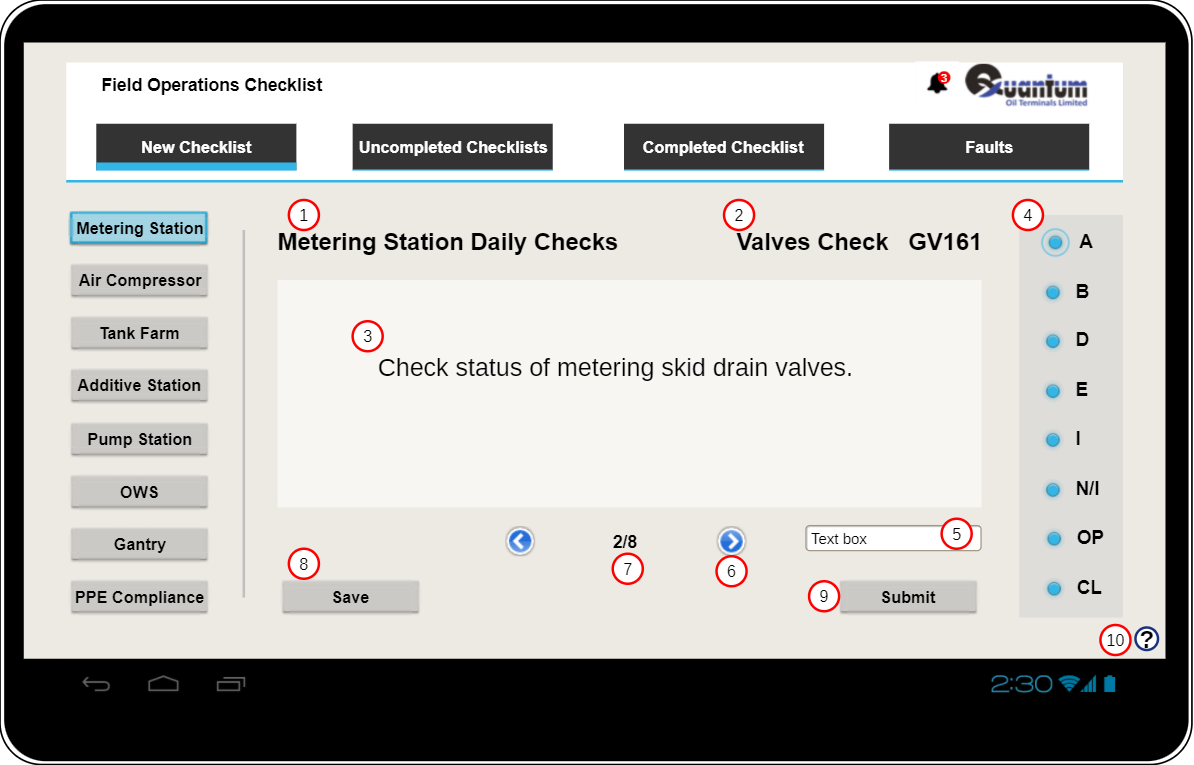 Field Operations Checklist
3
Quantum
Oil Terminals Limited
New Checklist
Uncompleted Checklists
Completed Checklist
Faults
Metering Station
Air Compressor
Tank Farm
Additive Station
Pump Station
OWS
Gantry
PPE Compliance
1
Metering Station Daily Checks
2
Valves Check GV161
3
Check status of metering skid drain valves.
2/8
7
6
Text box
5
8
Save
9
Submit
4
A
B
D
E
I
N/I
OP
CL
10
?
2:30